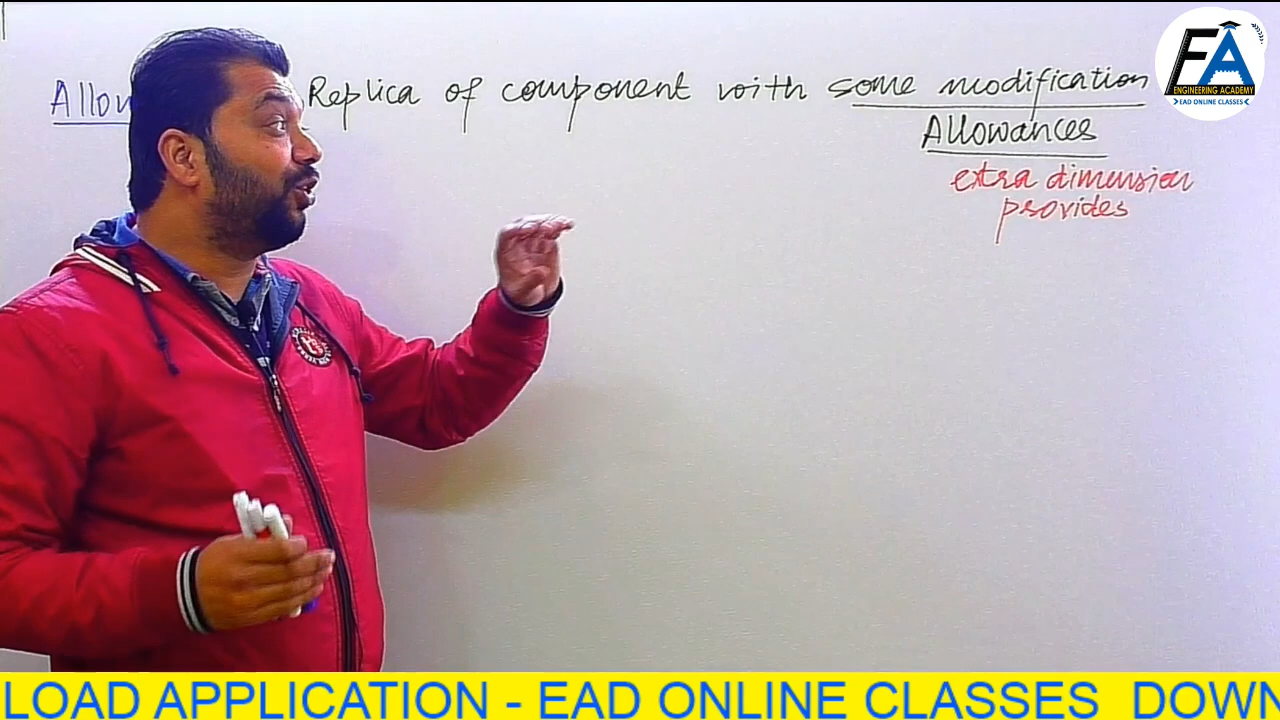 Replica of component with some modification
Allowances
extra dimension
provides
EA
ENGINEERING ACADEMY
EAD ONLINE CLASSES
LOAD APPLICATION - EAD ONLINE CLASSES DOWN